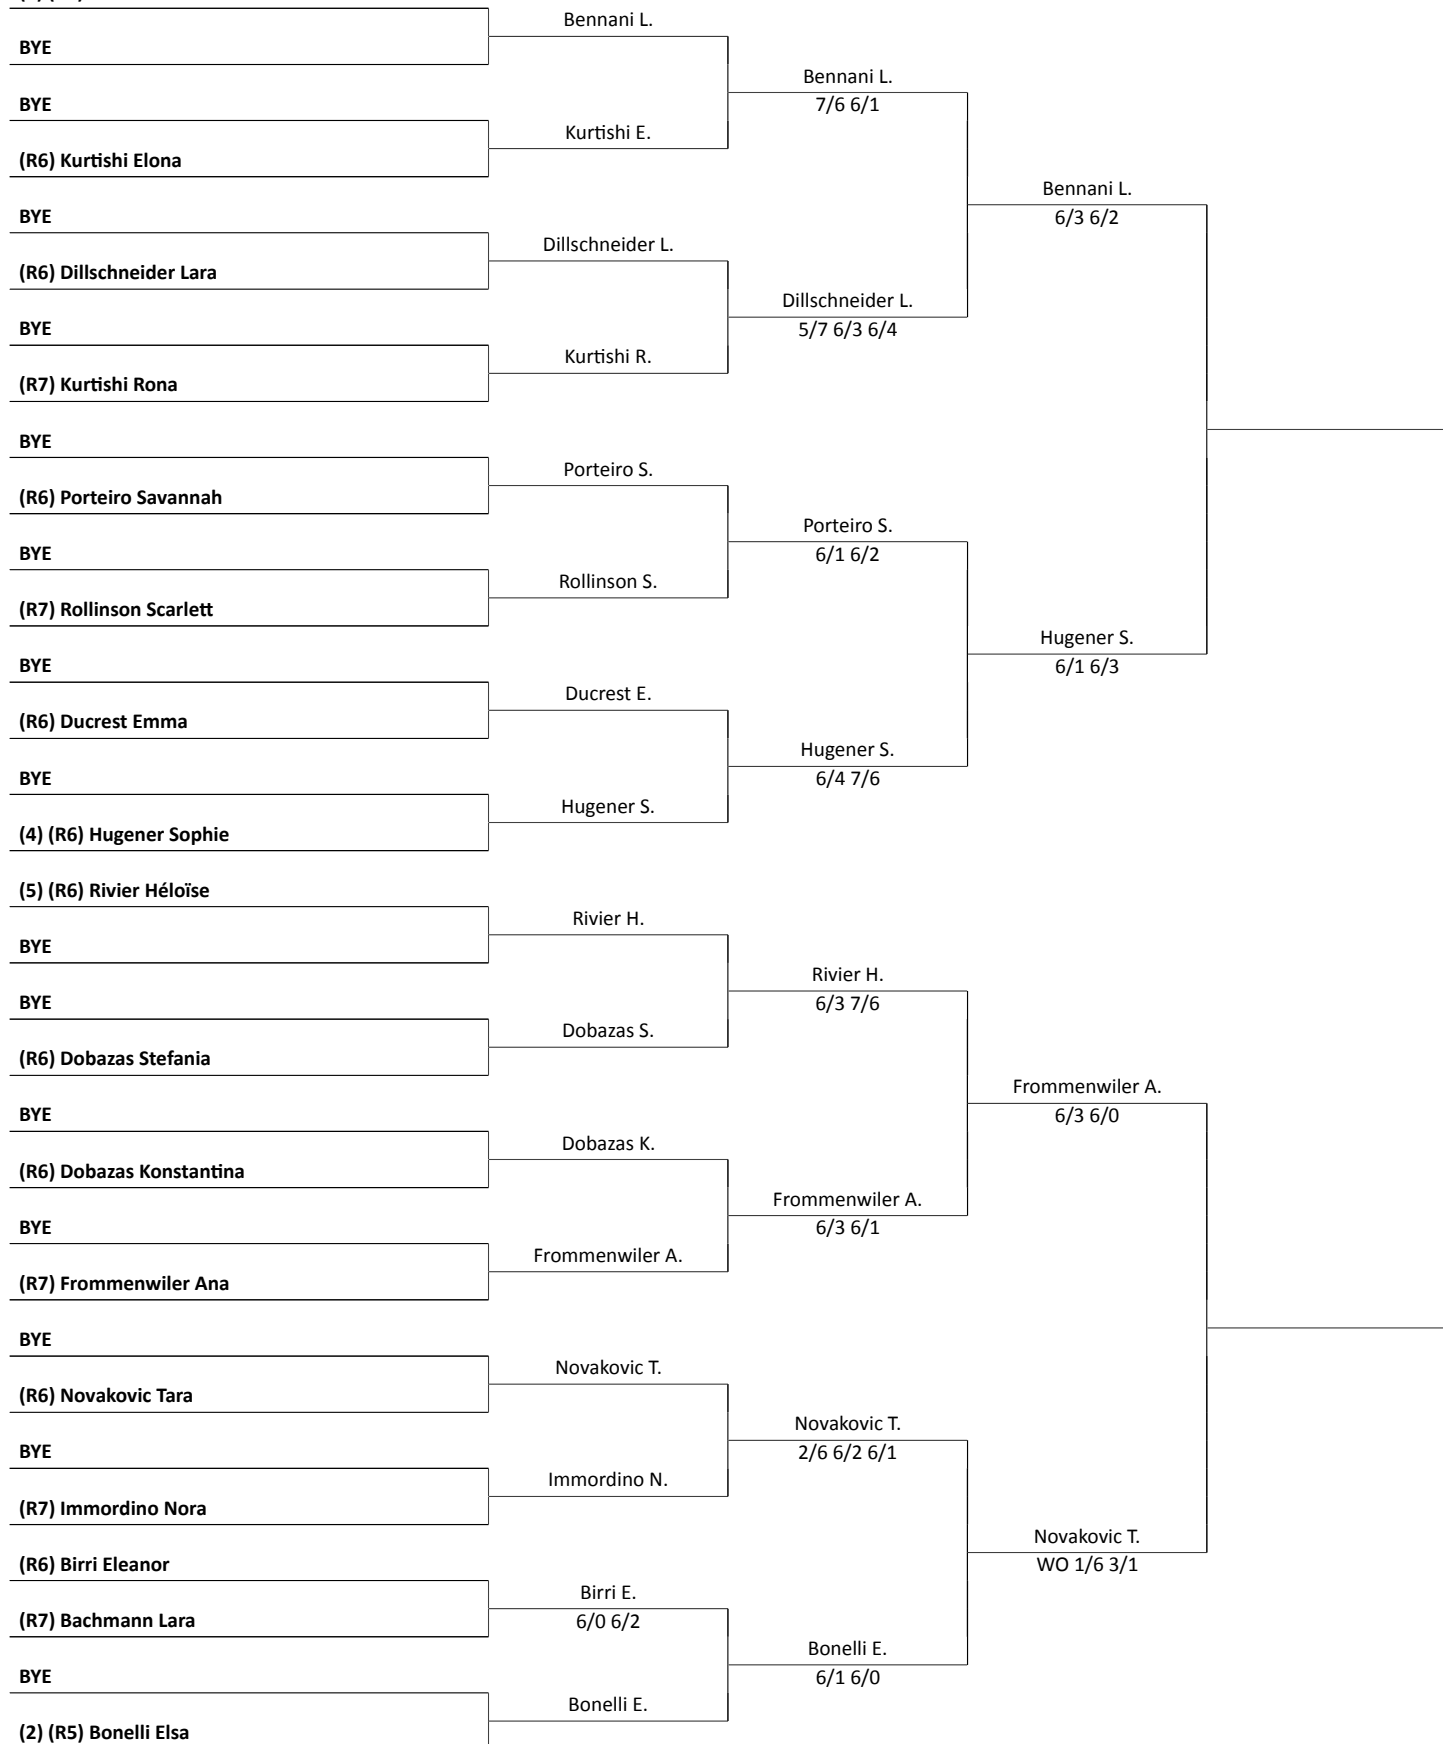 BYE
BYE
(R6) Kurtishi Elona
BYE
(R6) Dillschneider Lara
BYE
(R7) Kurtishi Rona
BYE
(R6) Porteiro Savannah
BYE
(R7) Rollinson Scarlett
BYE
(R6) Ducrest Emma
BYE
(4) (R6) Hugener Sophie
(5) (R6) Rivier Héloïse
BYE
BYE
(R6) Dobazas Stefania
BYE
(R6) Dobazas Konstantina
BYE
(R7) Frommenwiler Ana
BYE
(R6) Novakovic Tara
BYE
(R7) Immordino Nora
(R6) Birri Eleanor
(R7) Bachmann Lara
BYE
(2) (R5) Bonelli Elsa
Bennani L.
Kurtishi E.
Dillschneider L.
Kurtishi R.
Porteiro S.
Rollinson S.
Ducrest E.
Hugener S.
Rivier H.
Dobazas S.
Dobazas K.
Frommenwiler A.
Novakovic T.
Immordino N.
Birri E.
6/0 6/2
Bonelli E.
Bennani L.
7/6 6/1
Dillschneider L.
5/7 6/3 6/4
Porteiro S.
6/1 6/2
Hugener S.
6/4 7/6
Rivier H.
6/3 7/6
Frommenwiler A.
6/3 6/1
Novakovic T.
2/6 6/2 6/1
Bonelli E.
6/1 6/0
Bennani L.
6/3 6/2
Hugener S.
6/1 6/3
Frommenwiler A.
6/3 6/0
Novakovic T.
WO 1/6 3/1